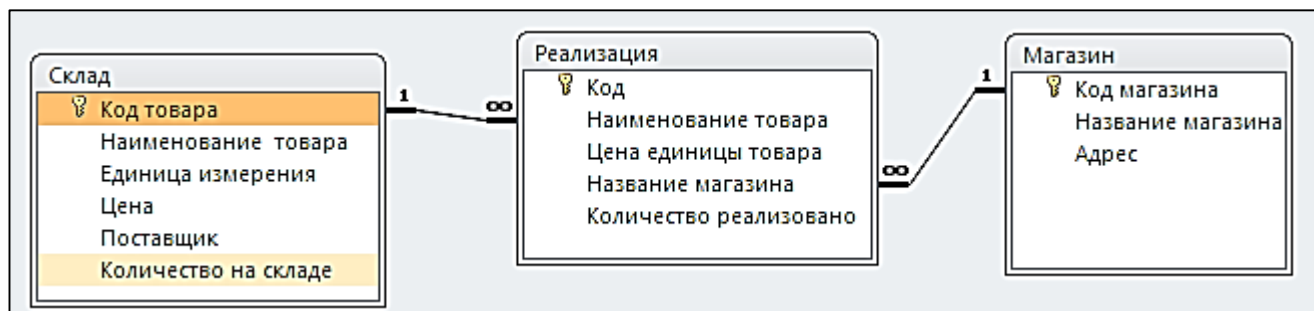 Склад
Код товара
Наименование товара
Единица измерения
Цена
Поставщик
Количество на складе
1
∞
Реализация
Код
Наименование товара
Цена единицы товара
Название магазина
Количество реализовано
∞
1
Магазин
Код магазина
Название магазина
Адрес